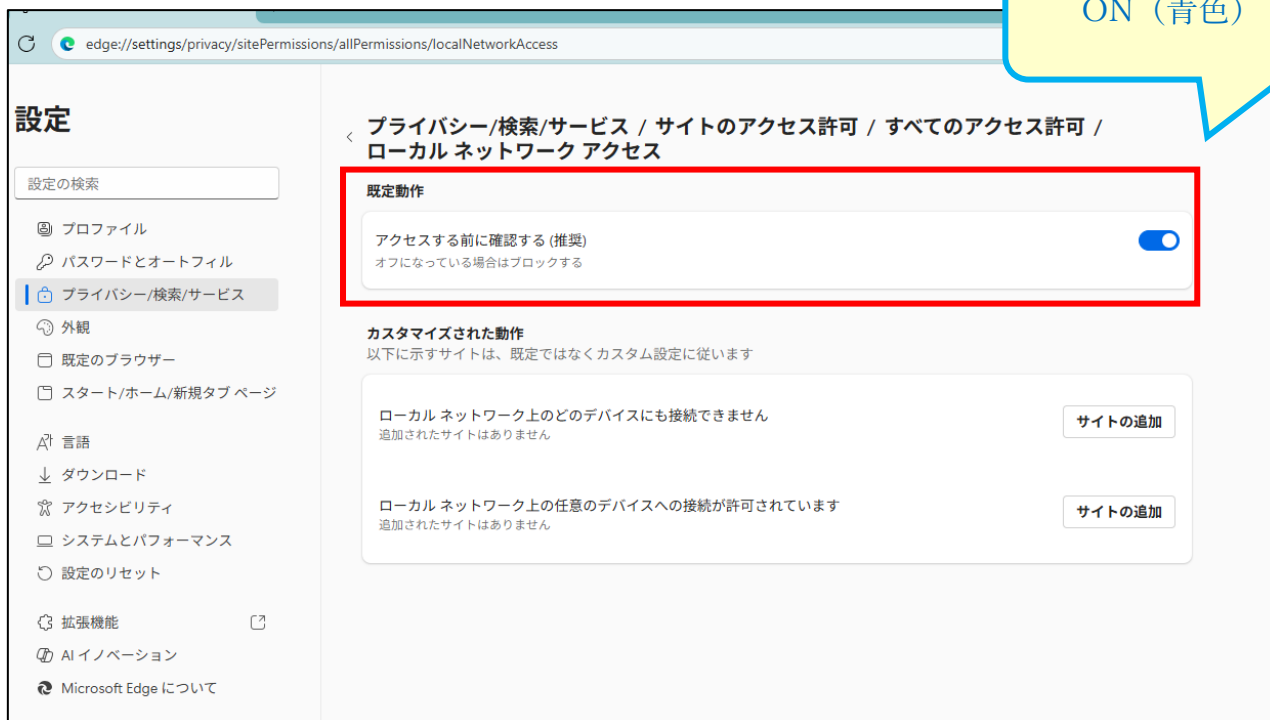 ON（青色）
edge://settings/privacy/sitePermissions/allPermissions/localNetworkAccess
設定
設定の検索
プロファイル
パスワードとオートフィル
プライバシー/検索/サービス
外観
既定のブラウザー
スタート/ホーム/新規タブ ページ
言語
ダウンロード
アクセシビリティ
システムとパフォーマンス
設定のリセット
拡張機能
AI イノベーション
Microsoft Edge について
プライバシー/検索/サービス / サイトのアクセス許可 / すべてのアクセス許可 /
ローカル ネットワーク アクセス
既定動作
アクセスする前に確認する (推奨)
オフになっている場合はブロックする
カスタマイズされた動作
以下に示すサイトは、既定ではなくカスタム設定に従います
ローカル ネットワーク上のどのデバイスにも接続できません
追加されたサイトはありません
サイトの追加
ローカル ネットワーク上の任意のデバイスへの接続が許可されています
追加されたサイトはありません
サイトの追加